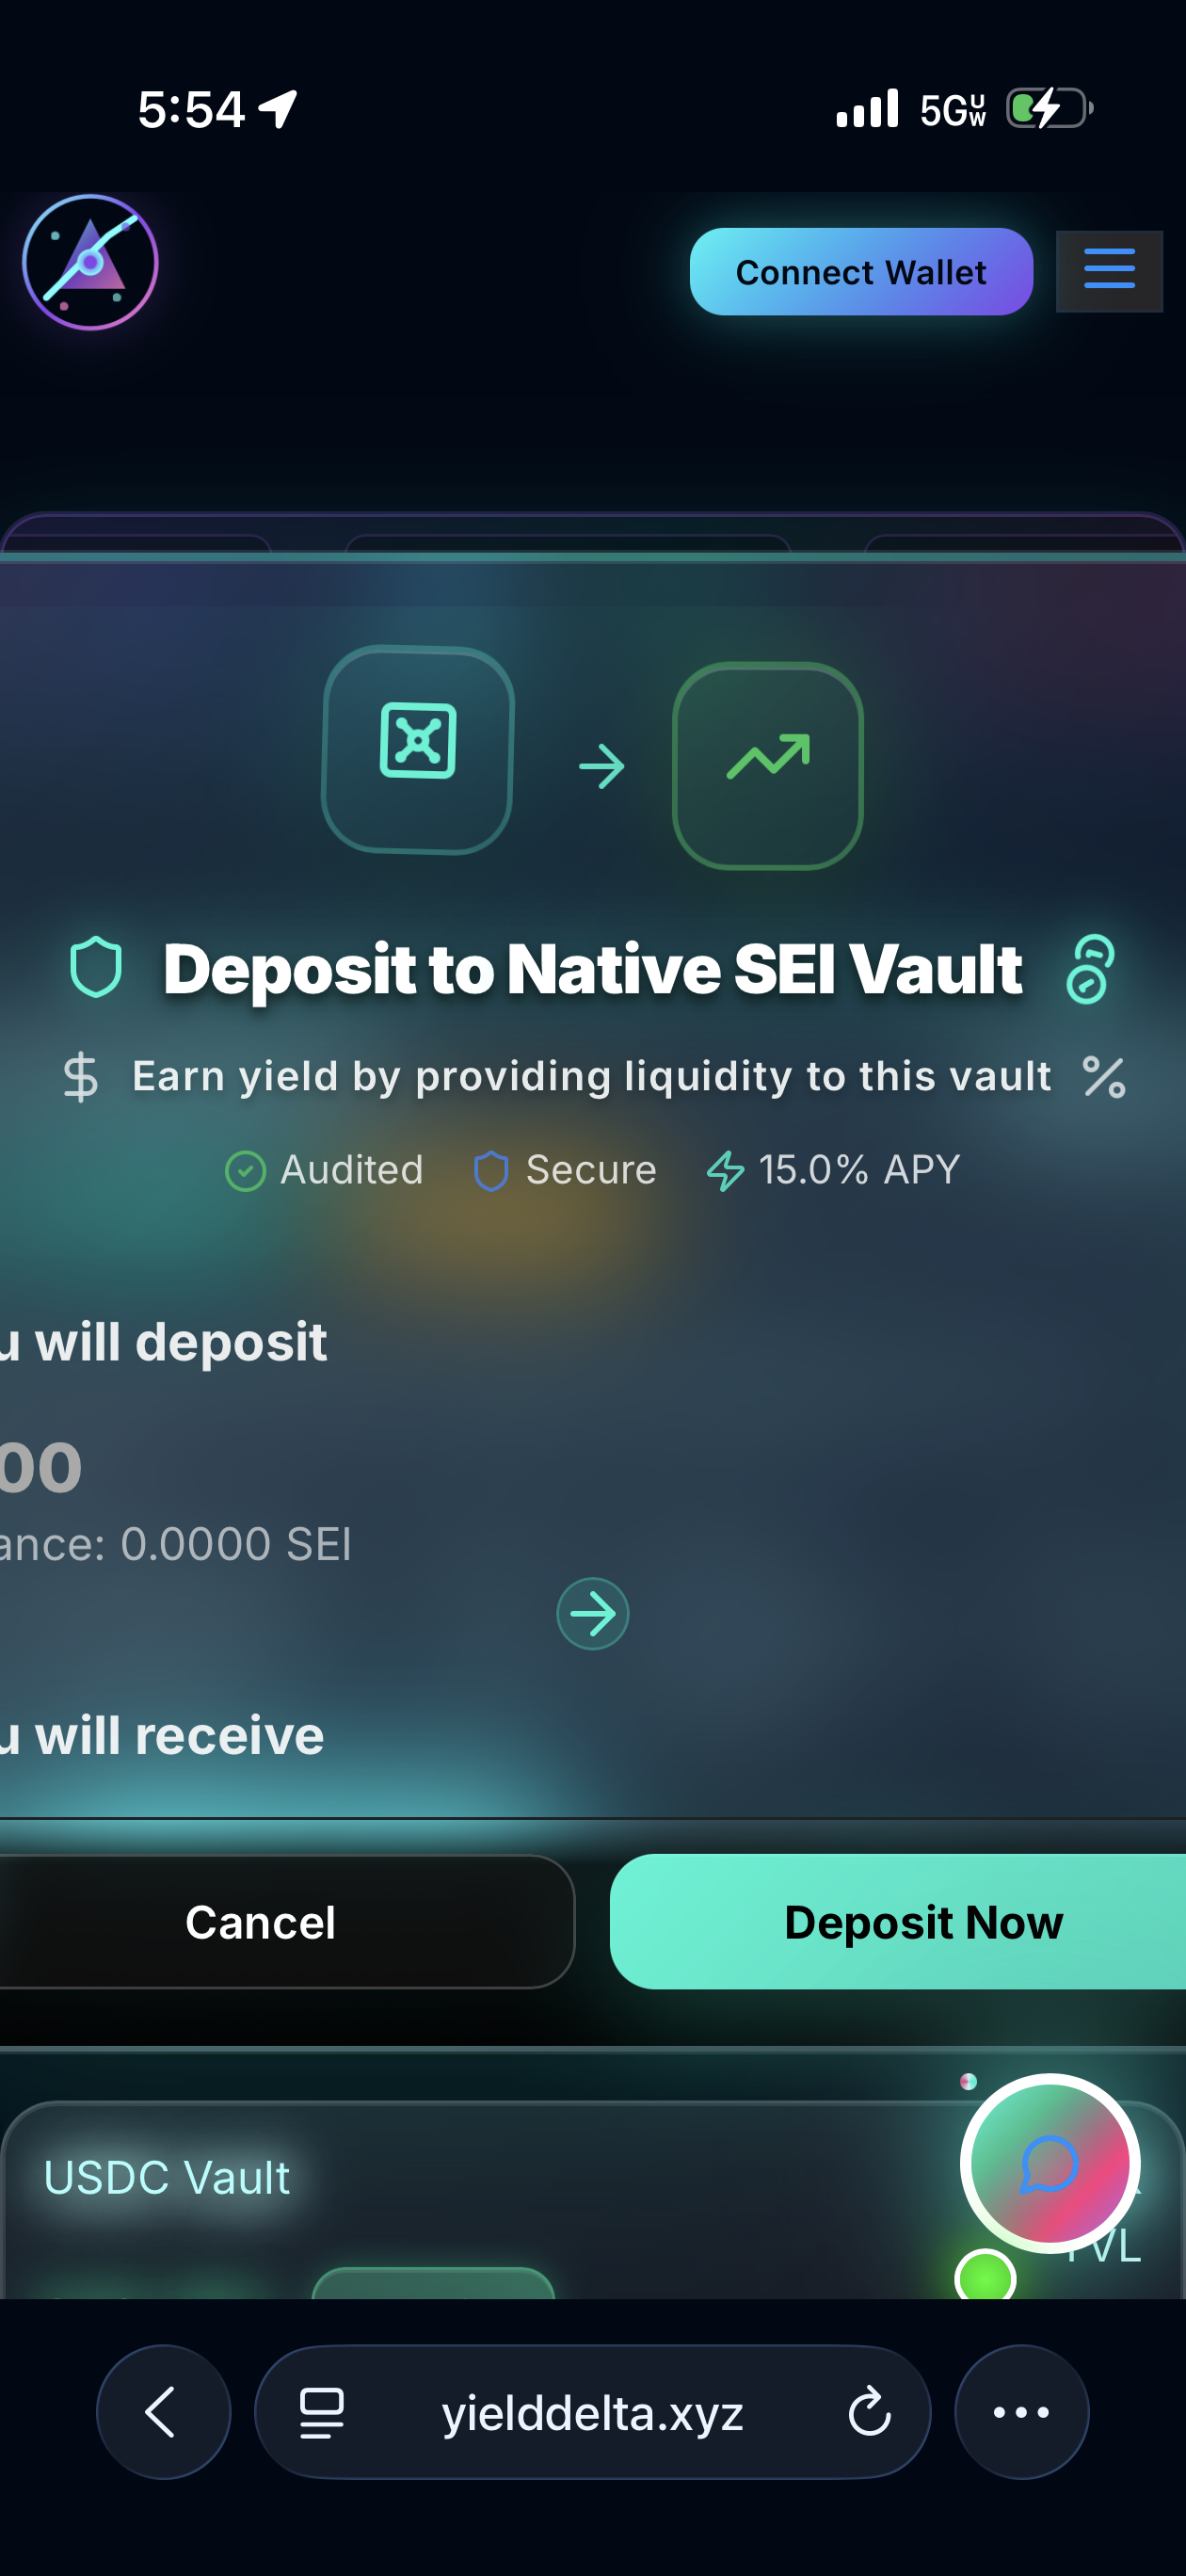 5:54
5GUW
Connect Wallet
Deposit to Native SEI Vault
$ Earn yield by providing liquidity to this vault %
Audited Secure 15.0% APY
u will deposit
00
ance: 0.0000 SEI
u will receive
Cancel Deposit Now
USDC Vault
TVL
yielddelta.xyz